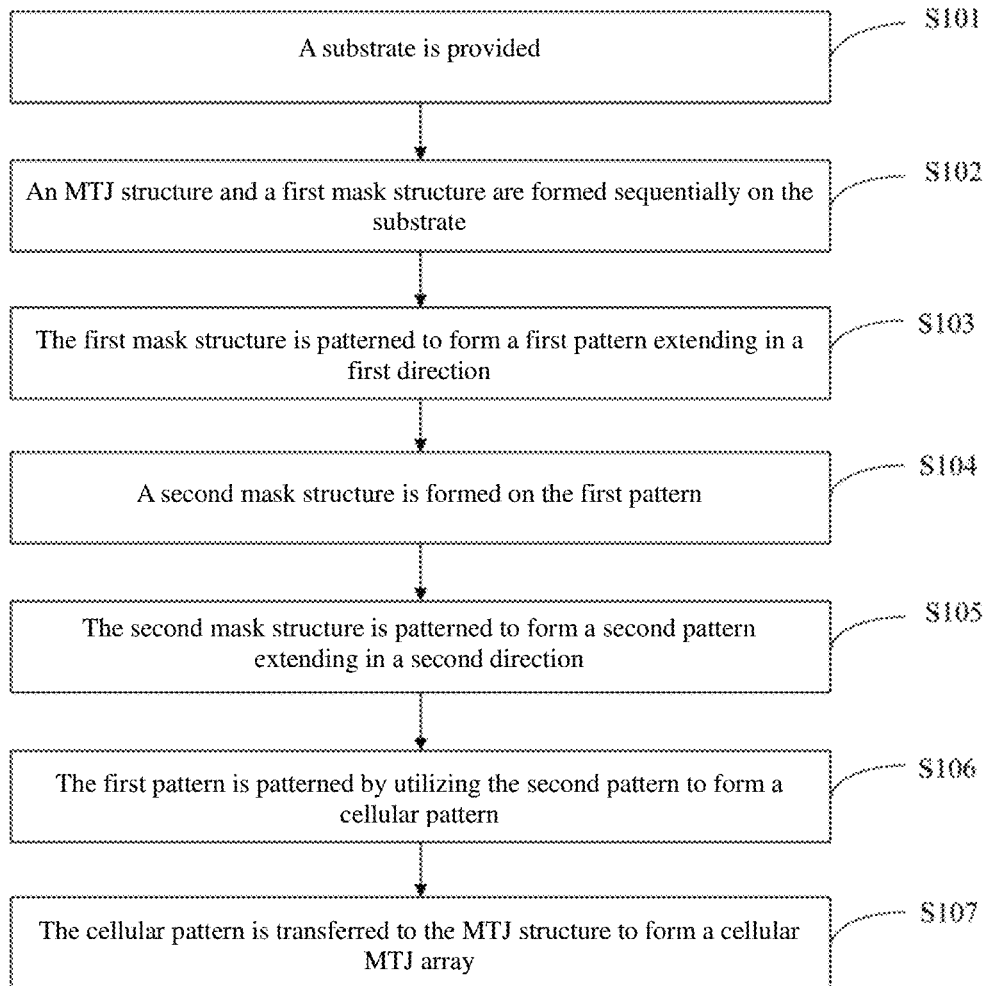 S101
A substrate is provided
S102
An MTJ structure and a first mask structure are formed sequentially on the
substrate
S103
The first mask structure is patterned to form a first pattern extending in a
first direction
S104
A second mask structure is formed on the first pattern
S105
The second mask structure is patterned to form a second pattern
extending in a second direction
S106
The first pattern is patterned by utilizing the second pattern to form a
cellular pattern
S107
The cellular pattern is transferred to the MTJ structure to form a cellular
MTJ array